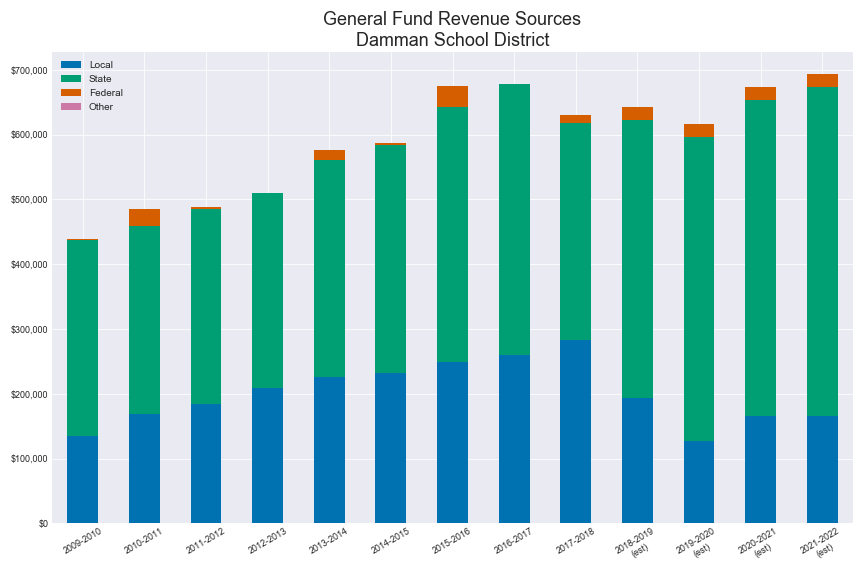 General Fund Revenue Sources
Damman School District
Local
State
Federal
Other
$700,000
$600,000
$500,000
$400,000
$300,000
$200,000
$100,000
$0
2009-2010
2010-2011
2011-2012
2012-2013
2013-2014
2014-2015
2015-2016
2016-2017
2017-2018
2018-2019
(est)
2019-2020
(est)
2020-2021
(est)
2021-2022
(est)